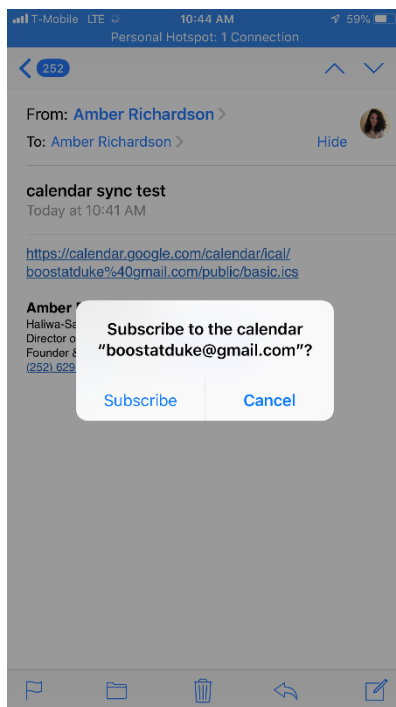 T-Mobile LTE 10:44 AM 59%
Personal Hotspot: 1 Connection
252
From: Amber Richardson
To: Amber Richardson Hide
calendar sync test
Today at 10:41 AM
https://calendar.google.com/calendar/ical/
boostatduke%40gmail.com/public/basic.ics
Amber
Haliwa-Sa
Director o
Founder &
(252) 629
Subscribe to the calendar
“boostatduke@gmail.com”?
Subscribe Cancel